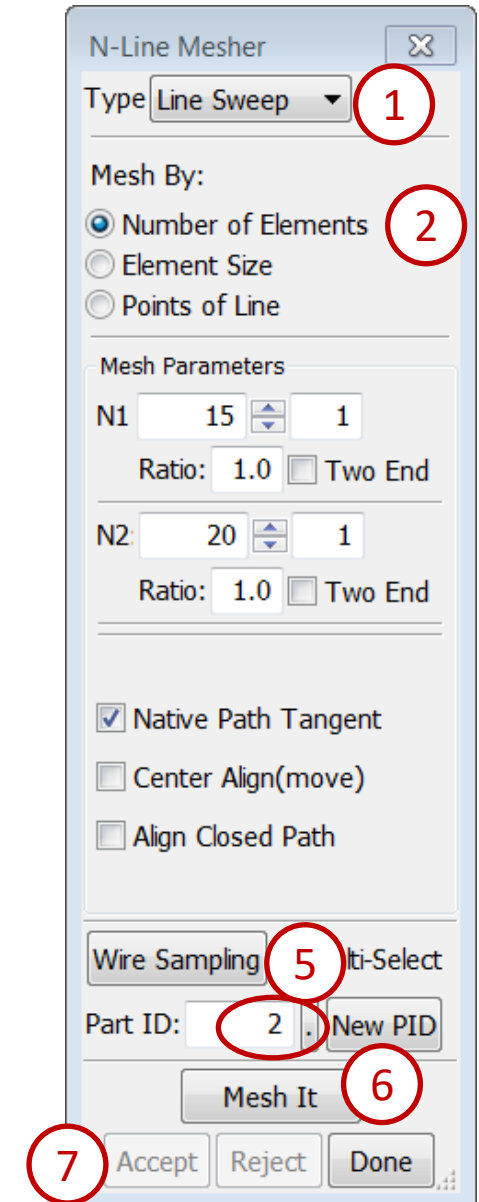 N-Line Mesher
Type Line Sweep 1
Mesh By:
Number of Elements 2
Element Size
Points of Line
Mesh Parameters
N1 15 1
Ratio: 1.0 Two End
N2: 20 1
Ratio: 1.0 Two End
Native Path Tangent
Center Align(move)
Align Closed Path
Wire Sampling 5 lti-Select
Part ID: 2 . New PID
Mesh It 6
7 Accept Reject Done